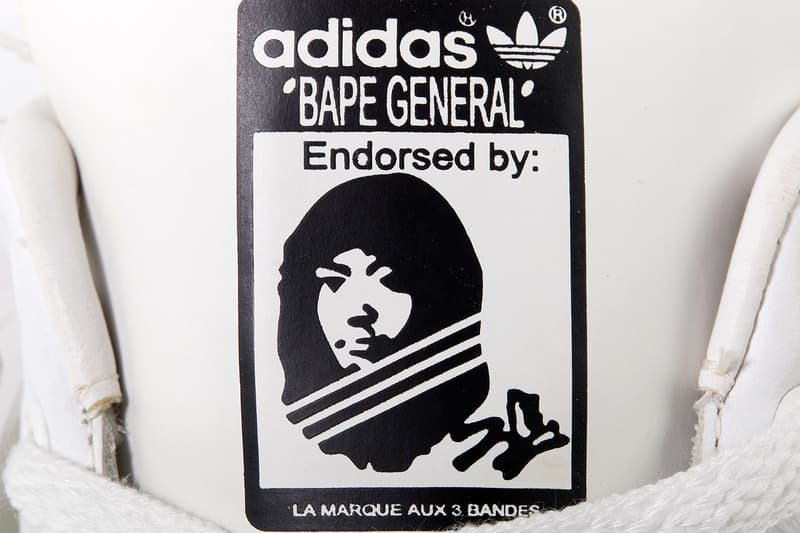 adidas ®
"BAPE GENERAL"
Endorsed by:
LA MARQUE AUX 3 BANDES